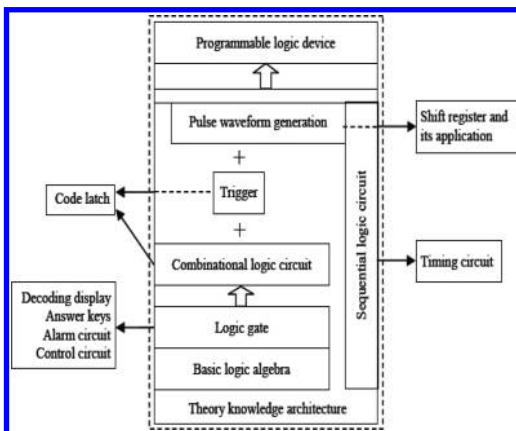 Programmable logic device
Pulse waveform generation
Shift register and
its application
+
Trigger
Code latch
+
Sequential logic circuit
Combinational logic circuit
Timing circuit
Decoding display
Answer keys
Alarm circuit
Control circuit
Logic gate
Basic logic algebra
Theory knowledge architecture